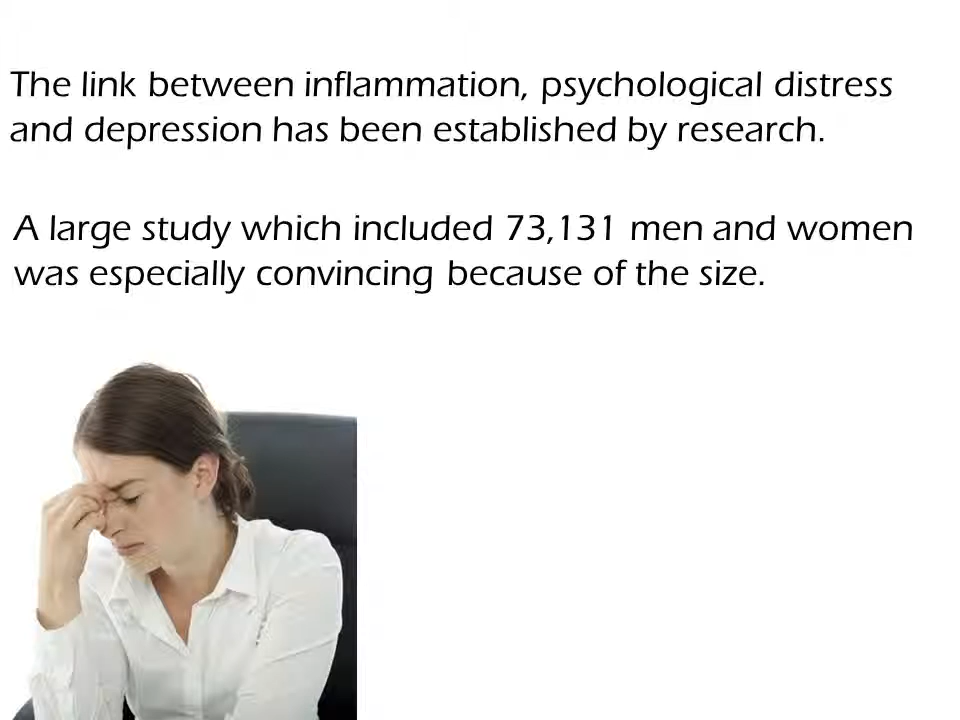 The link between inflammation, psychological distress
and depression has been established by research.
A large study which included 73,131 men and women
was especially convincing because of the size.